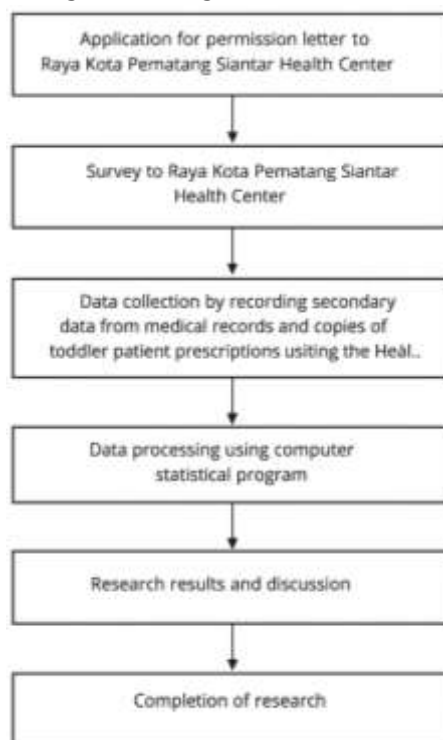 Application for permission letter to
Raya Kota Pematang Siantar Health Center
Survey to Raya Kota Pematang Siantar
Health Center
Data collection by recording secondary
data from medical records and copies of
toddler patient prescriptions usiting the Heàl..
Data processing using computer
statistical program
Research results and discussion
Completion of research